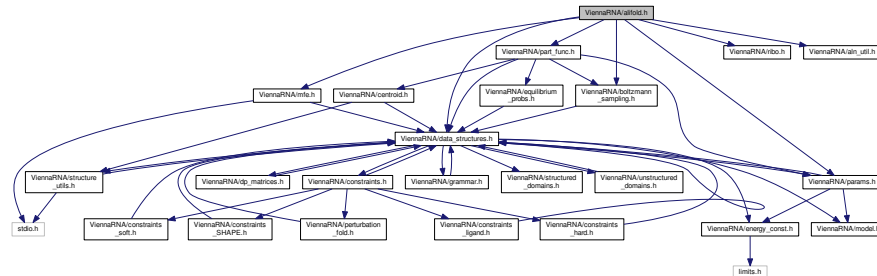 ViennaRNA/alifold.h
ViennaRNA/part_func.h
ViennaRNA/ribo.h
ViennaRNA/aln_util.h
ViennaRNA/mfe.h
ViennaRNA/centroid.h
ViennaRNA/equilibrium
_probs.h
ViennaRNA/boltzmann
_sampling.h
ViennaRNA/data_structures.h
ViennaRNA/structure
_utils.h
ViennaRNA/dp_matrices.h
ViennaRNA/constraints.h
ViennaRNA/grammar.h
ViennaRNA/structured
_domains.h
ViennaRNA/unstructured
_domains.h
ViennaRNA/params.h
stdio.h
ViennaRNA/constraints
_soft.h
ViennaRNA/constraints
_SHAPE.h
ViennaRNA/perturbation
_fold.h
ViennaRNA/constraints
_ligand.h
ViennaRNA/constraints
_hard.h
ViennaRNA/energy_const.h
ViennaRNA/model.h
limits.h